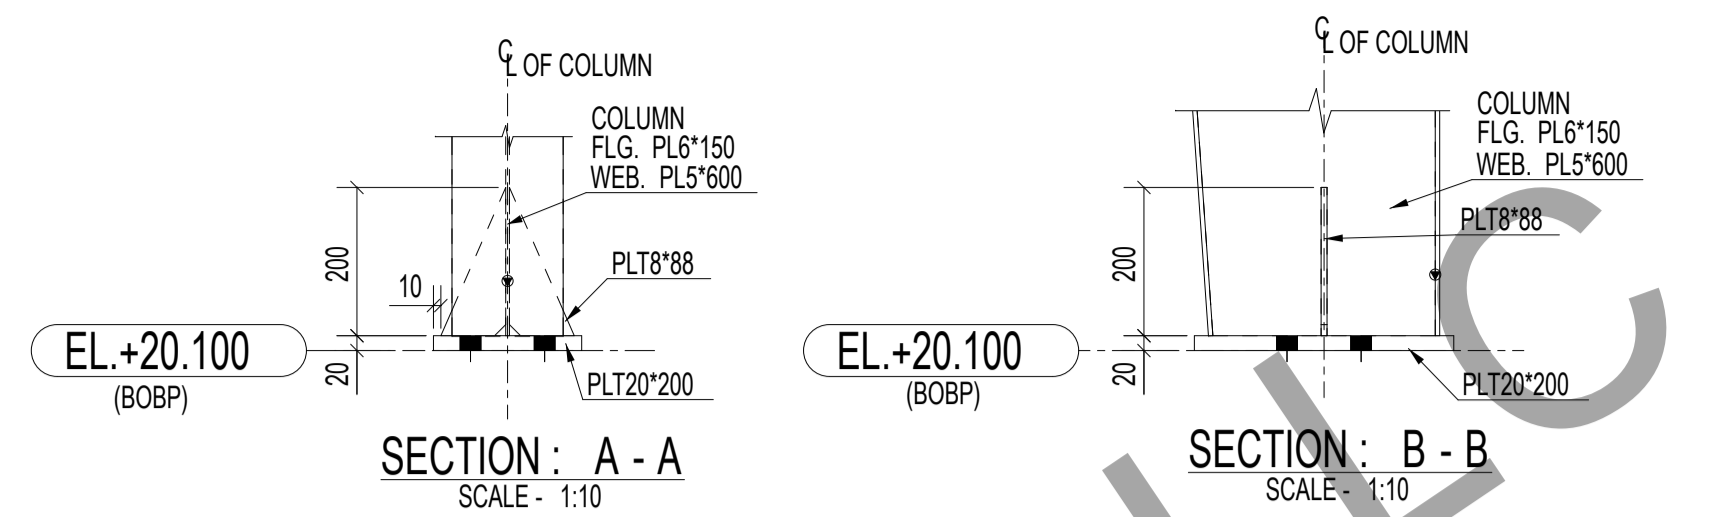 ℄ OF COLUMN
COLUMN
FLG. PL6*150
WEB. PL5*600
200
10
PLT8*88
EL.+20.100
(BOBP)
20
PLT20*200
SECTION : A - A
SCALE - 1:10
℄ OF COLUMN
COLUMN
FLG. PL6*150
WEB. PL5*600
PLT8*88
200
EL.+20.100
(BOBP)
20
PLT20*200
SECTION : B - B
SCALE - 1:10
LC